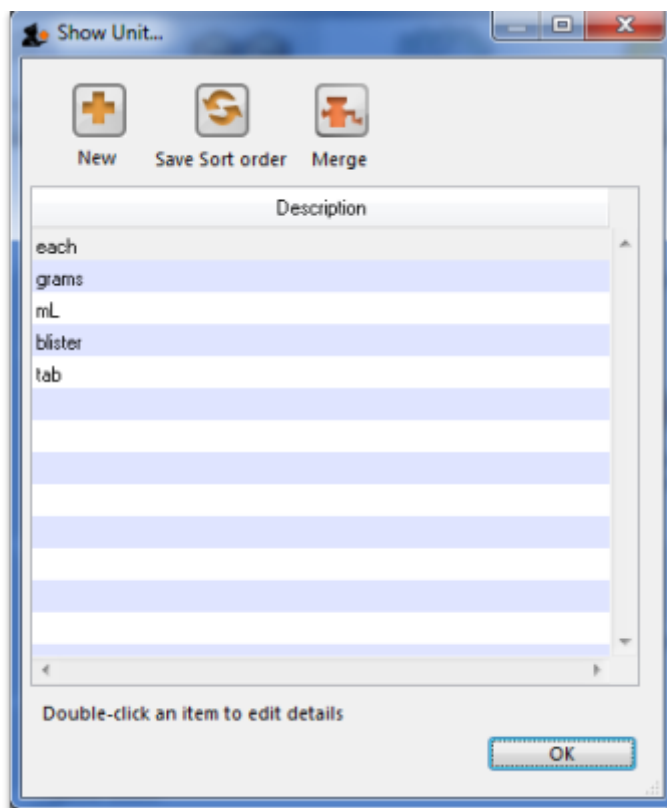 Show Unit...
New Save Sort order Merge
Description
each
grams
mL
blister
tab
Double-click an item to edit details
OK